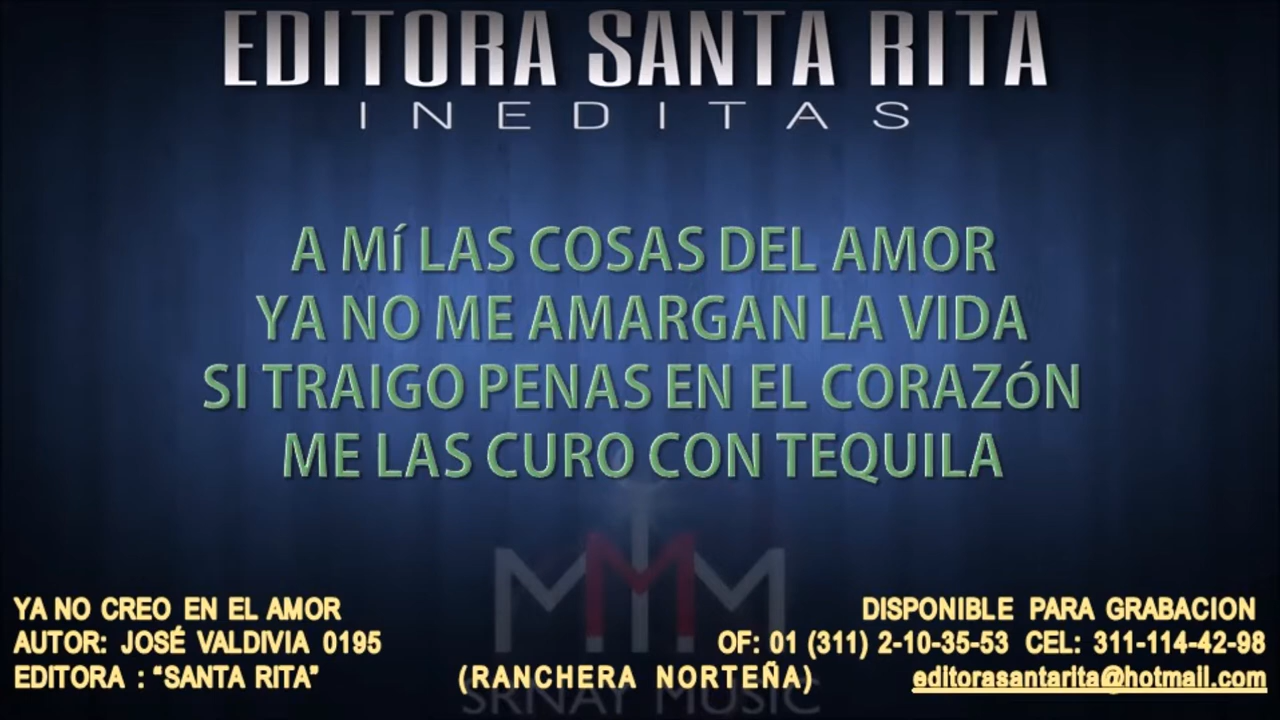 EDITORA SANTA RITA
INEDITAS
A Mí LAS COSAS DEL AMOR
YA NO ME AMARGAN LA VIDA
SI TRAIGO PENAS EN EL CORAZÓN
ME LAS CURO CON TEQUILA
YA NO CREO EN EL AMOR
AUTOR: JOSÉ VALDIVIA 0195
EDITORA : “SANTA RITA”
(RANCHERA NORTEÑA)
DISPONIBLE PARA GRABACION
OF: 01 (311) 2-10-35-53 CEL: 311-114-42-98
editorasantarita@hotmail.com
MMM
SRNAY MUSIC